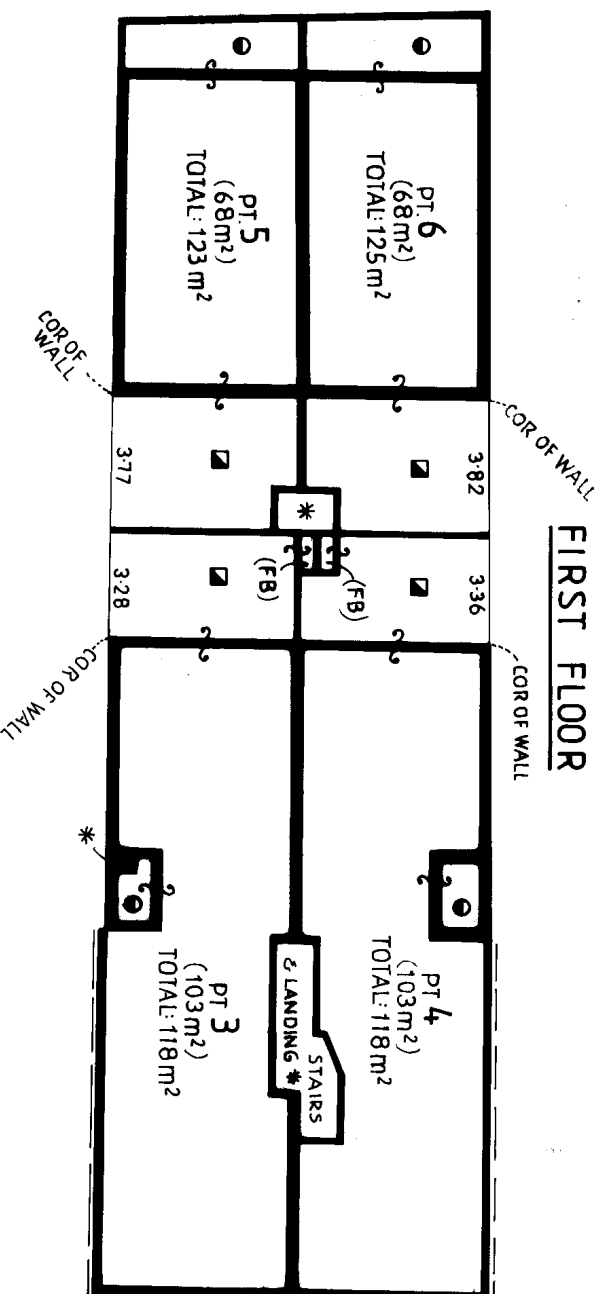 FIRST FLOOR
PT. 6
(68m²)
TOTAL: 125m²
PT. 5
(68m²)
TOTAL: 123m²
COR OF WALL
COR OF
WALL
3·82
3·77
*
3·36
3·28
(FB)
(FB)
COR OF WALL
COR OF WALL
*
PT 4
(103m²)
TOTAL: 118m²
STAIRS
& LANDING *
PT 3
(103m²)
TOTAL: 118m²